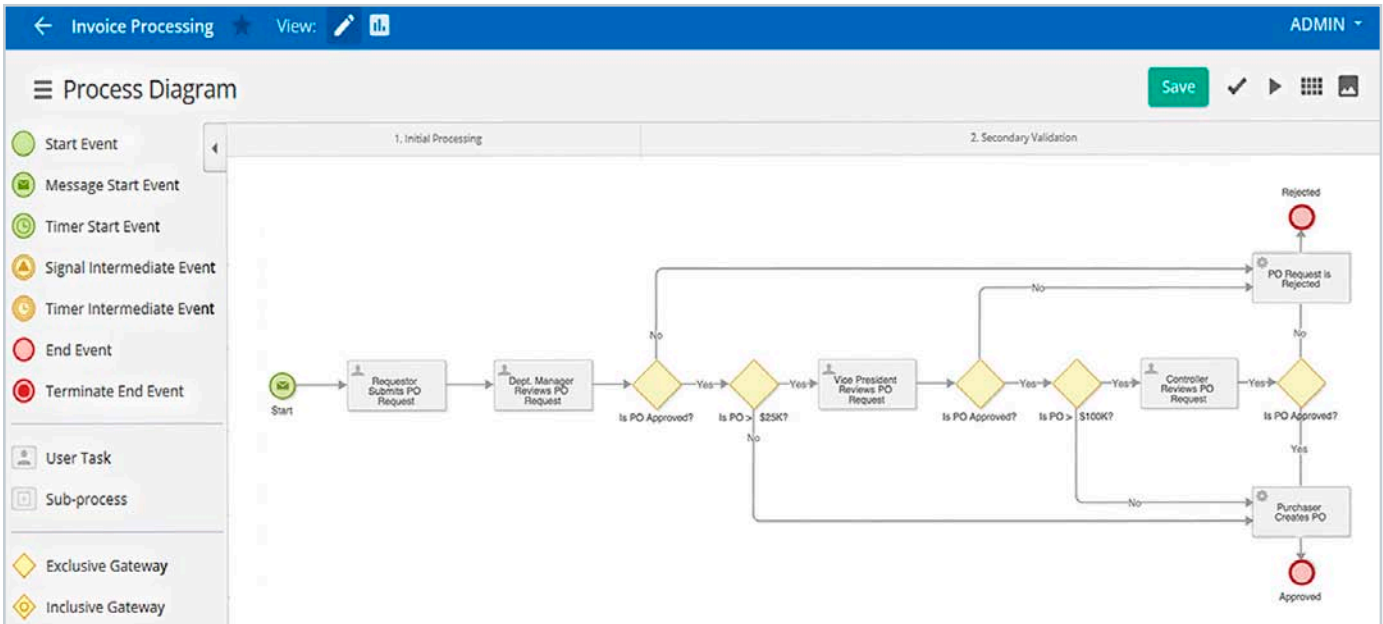 Invoice Processing
View:
ADMIN
Process Diagram
Save
Start Event
Message Start Event
Timer Start Event
Signal Intermediate Event
Timer Intermediate Event
End Event
Terminate End Event
User Task
Sub-process
Exclusive Gateway
Inclusive Gateway
1. Initial Processing
2. Secondary Validation
Start
Requestor
Submits PO
Request
Dept. Manager
Reviews PO
Request
No
Is PO Approved?
Yes
Is PO > $25K?
No
Yes
Vice President
Reviews PO
Request
No
Is PO Approved?
Yes
Is PO > $100K?
No
Yes
Controller
Reviews PO
Request
Yes
Is PO Approved?
No
PO Request is
Rejected
Rejected
Yes
Purchaser
Creates PO
Approved